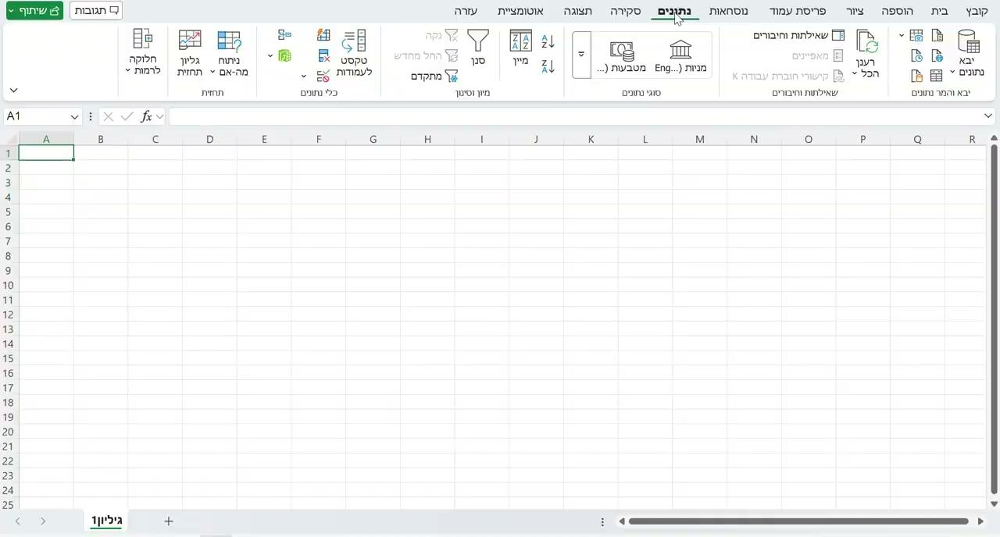 קובץ בית הוספה ציור פריסת עמוד נוסחאות נתונים סקירה תצוגה אוטומציית עזרה תגובות שיתוף
יבא נתונים
רענן הכל
שאילתות וחיבורים
מאפיינים
קישורי חוברת עבודה K
מניות (Eng...
מטבעות (...
מיין
סנן
נקה
החל מחדש
מתקדם
טקסט לעמודות
ניתוח מה-אם
גליון תחזית
חלוקה לרמות
יבא והמר נתונים שאילתות וחיבורים סוגי נתונים מיון וסינון כלי נתונים תחזית
A1 fx
A B C D E F G H I J K L M N O P Q R
1
2
3
4
5
6
7
8
9
10
11
12
13
14
15
16
17
18
19
20
21
22
23
24
25
גיליון1